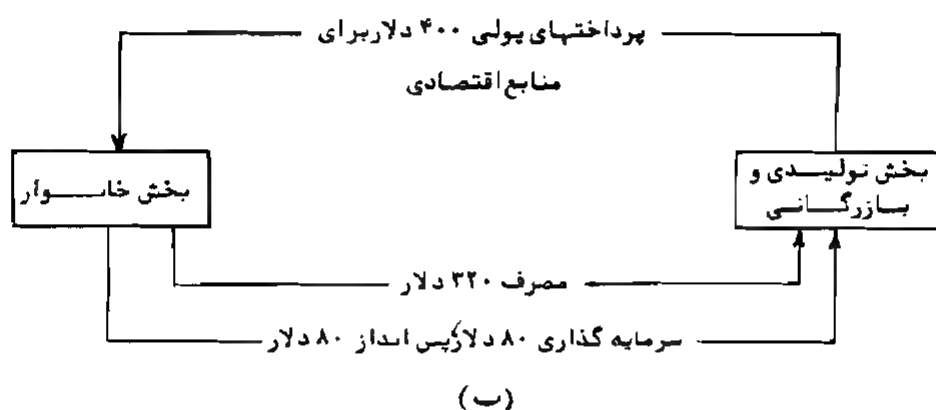 پرداختهای پولی ۴۰۰ دلاربرای
منابع اقتصادی
بخش تولیدی و
بازرگانی
بخش خانوار
مصرف ۳۲۰ دلار
سرمایه گذاری ۸۰ دلار پس انداز ۸۰ دلار
(ب)